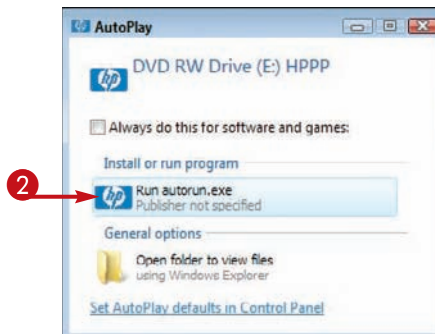 AutoPlay
DVD RW Drive (E:) HPPP
hp
Always do this for software and games:
Install or run program
2
hp
Run autorun.exe
Publisher not specified
General options
Open folder to view files
using Windows Explorer
Set AutoPlay defaults in Control Panel